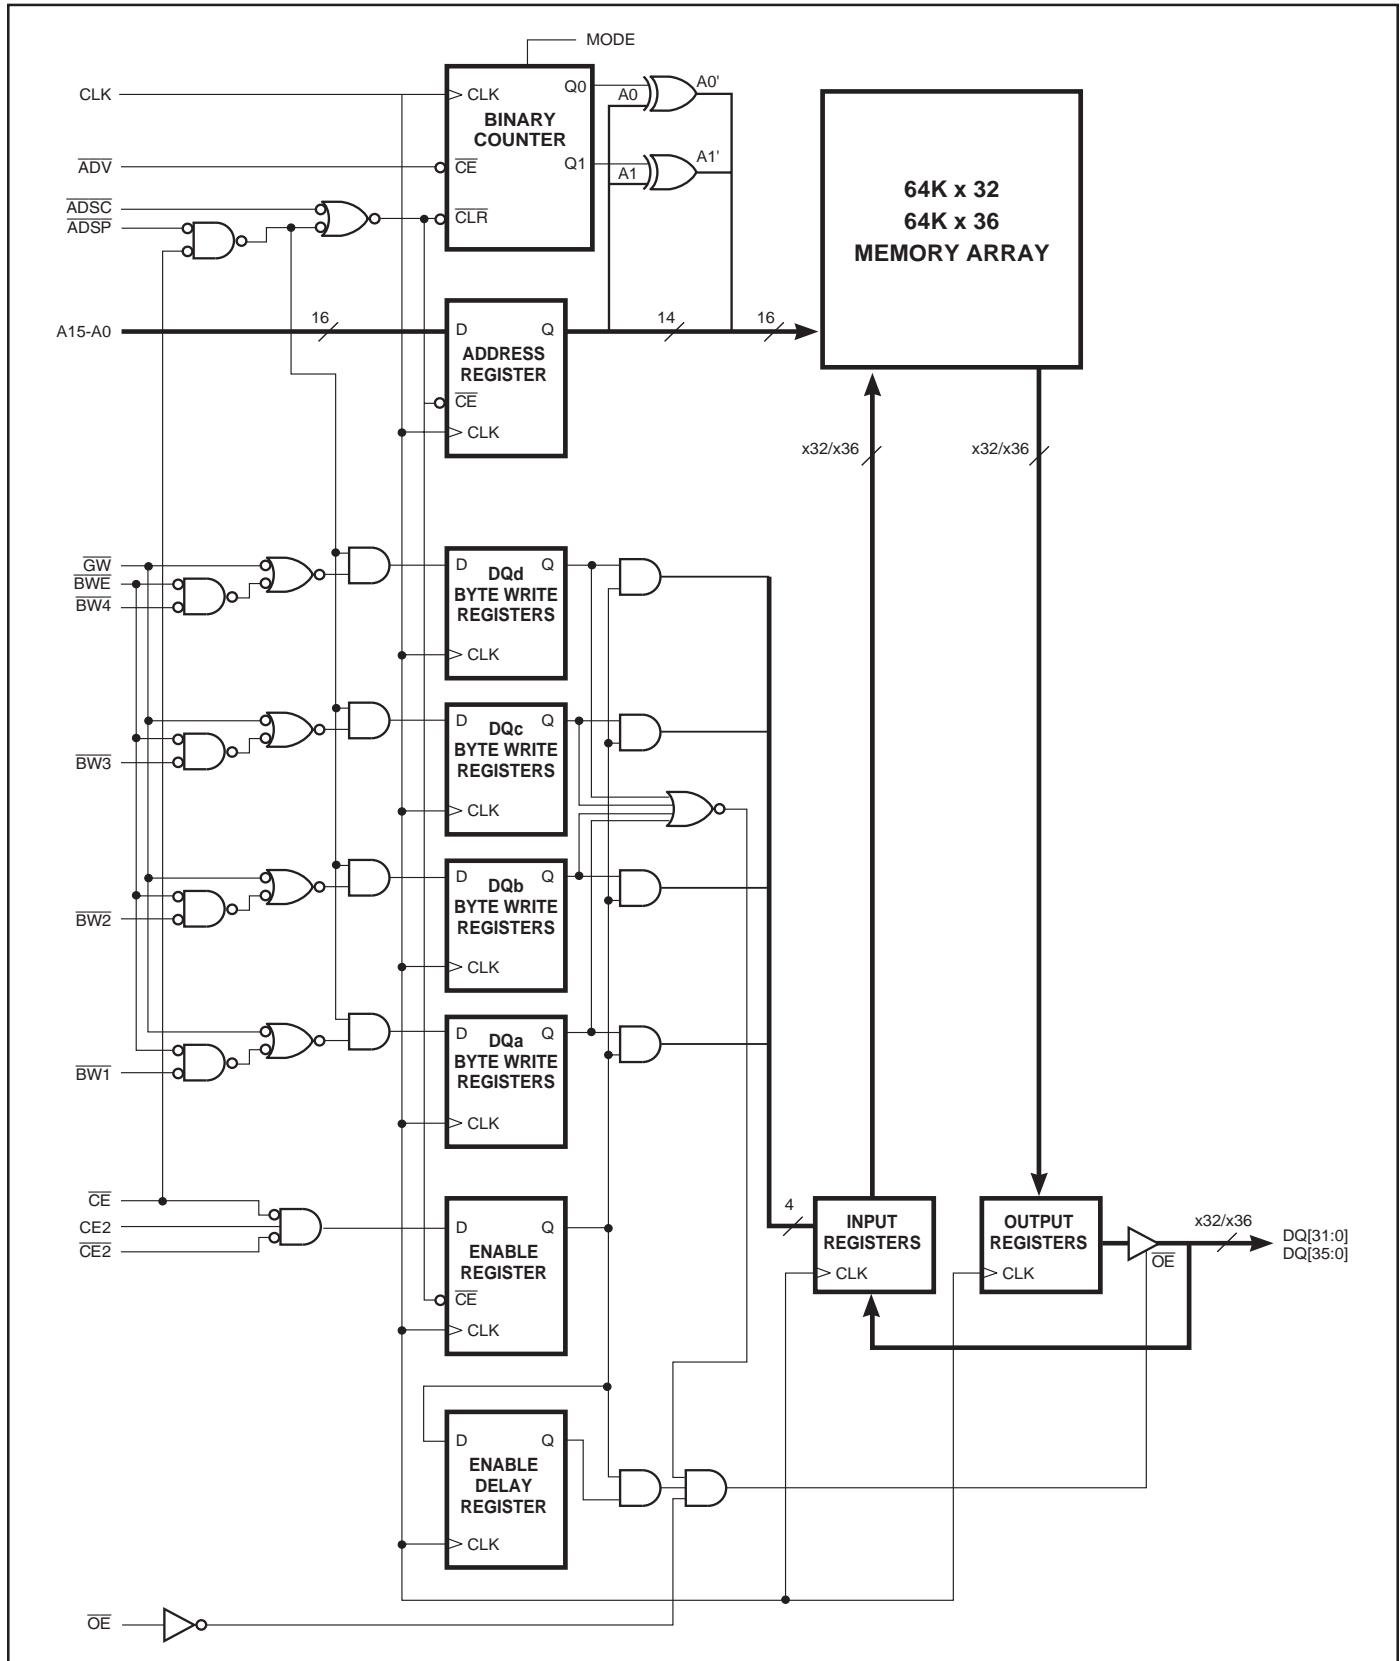 MODE
CLK
CLK
Q0
A0
A0'
BINARY
COUNTER
ADV
CE
Q1
A1
A1'
ADSC
ADSP
CLR
64K x 32
64K x 36
MEMORY ARRAY
A15-A0
16
D
Q
14
16
ADDRESS
REGISTER
CE
CLK
x32/x36
x32/x36
GW
BWE
BW4
D
DQd
Q
BYTE WRITE
REGISTERS
CLK
D
DQc
Q
BYTE WRITE
REGISTERS
BW3
CLK
D
DQb
Q
BYTE WRITE
REGISTERS
BW2
CLK
D
DQa
Q
BYTE WRITE
REGISTERS
BW1
CLK
CE
CE2
CE2
D
Q
ENABLE
REGISTER
CE
CLK
4
INPUT
REGISTERS
CLK
OUTPUT
REGISTERS
CLK
OE
x32/x36
DQ[31:0]
DQ[35:0]
D
Q
ENABLE
DELAY
REGISTER
CLK
OE